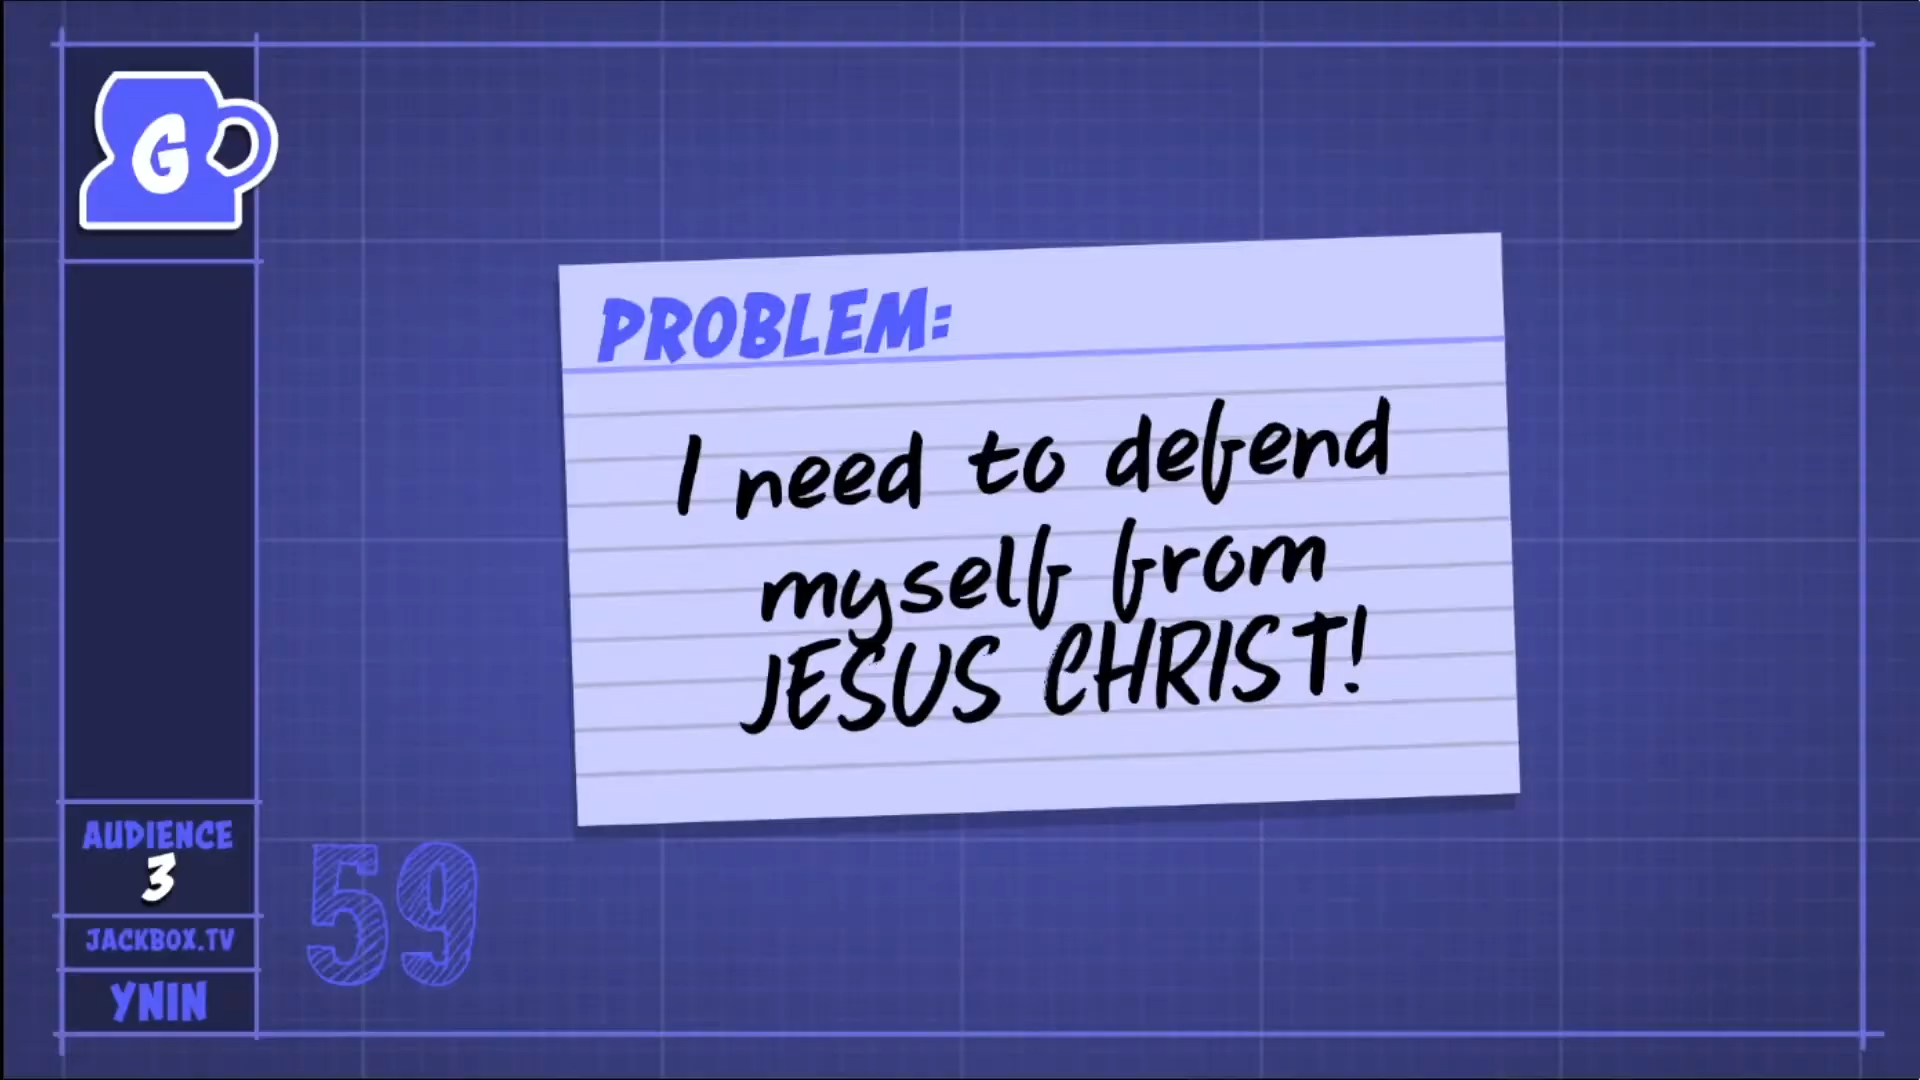 G
PROBLEM:
I need to defend
myself from
JESUS CHRIST!
AUDIENCE
3
JACKBOX.TV
YNIN
59